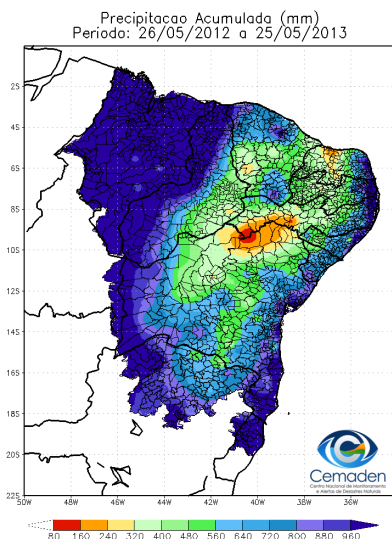 Precipitacao Acumulada (mm)
Periodo: 26/05/2012 a 25/05/2013
2S
4S
6S
8S
10S
12S
14S
16S
18S
20S
22S
50W 48W 46W 44W 42W 40W 38W 36W
Cemaden
Centro Nacional de Monitoramento
e Alertas de Desastres Naturais
80 160 240 320 400 480 560 640 720 800 880 960